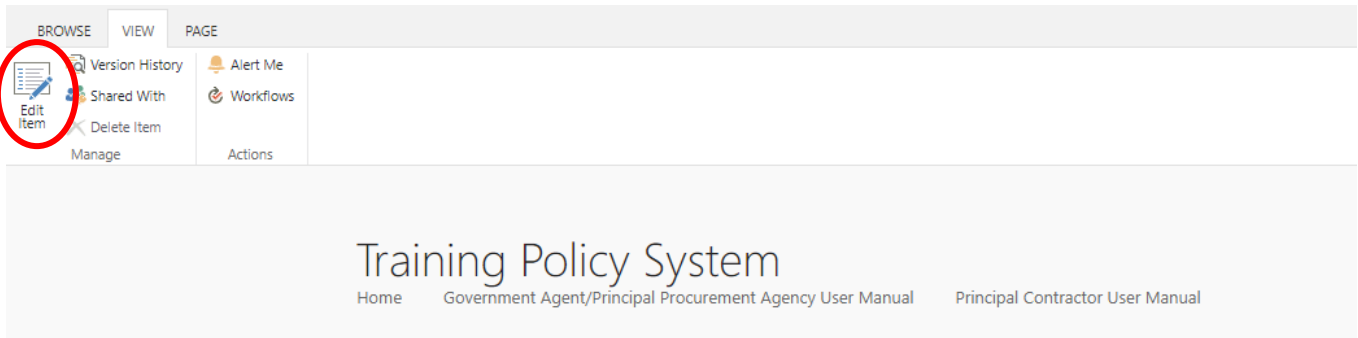 BROWSE VIEW PAGE
Version History Alert Me
Shared With Workflows
Edit
Item
Delete Item
Manage Actions
Training Policy System
Home Government Agent/Principal Procurement Agency User Manual Principal Contractor User Manual